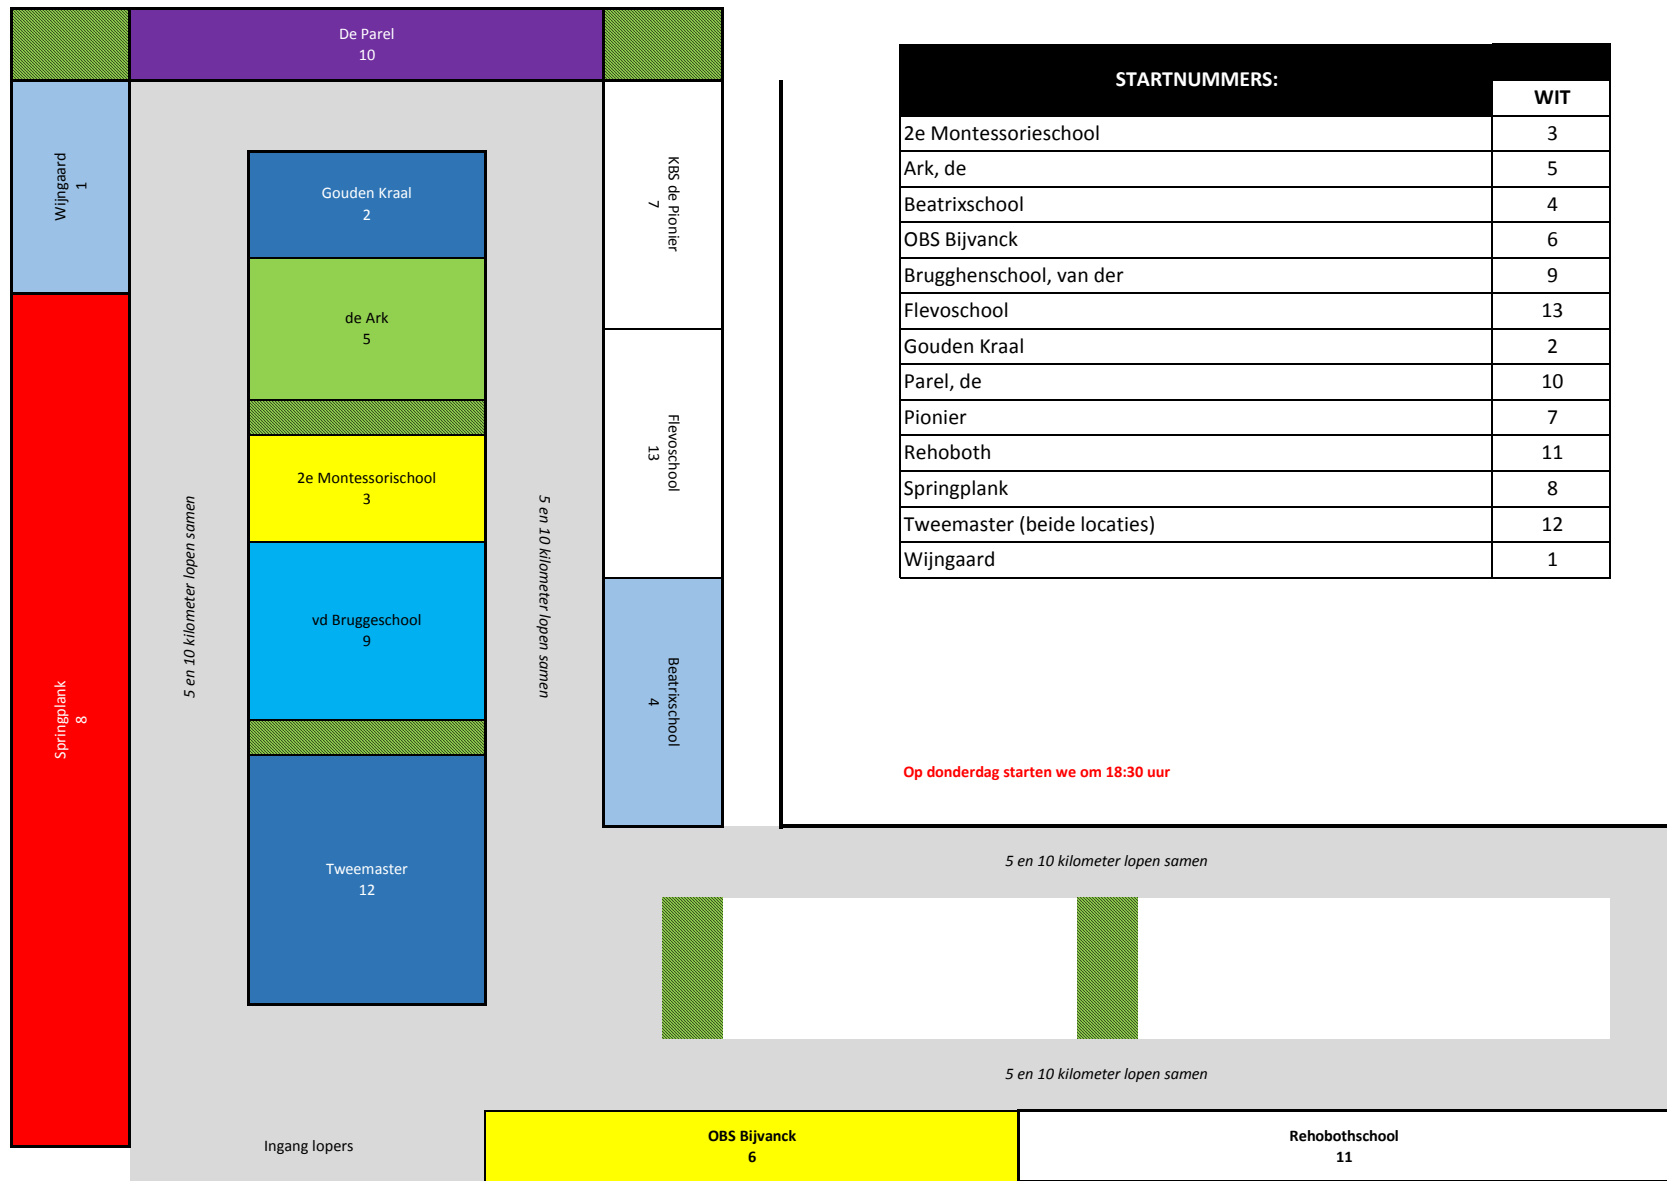 De Parel
10
Wijngaard
1
Springplank
8
Gouden Kraal
2
de Ark
5
2e Montessorischool
3
vd Bruggeschool
9
Tweemaster
12
5 en 10 kilometer lopen samen
5 en 10 kilometer lopen samen
KBS de Pionier
7
Flevoschool
13
Beatrixschool
4
STARTNUMMERS:
WIT
2e Montessorieschool 3
Ark, de 5
Beatrixschool 4
OBS Bijvanck 6
Brugghenschool, van der 9
Flevoschool 13
Gouden Kraal 2
Parel, de 10
Pionier 7
Rehoboth 11
Springplank 8
Tweemaster (beide locaties) 12
Wijngaard 1
Op donderdag starten we om 18:30 uur
5 en 10 kilometer lopen samen
5 en 10 kilometer lopen samen
Ingang lopers
OBS Bijvanck
6
Rehobothschool
11